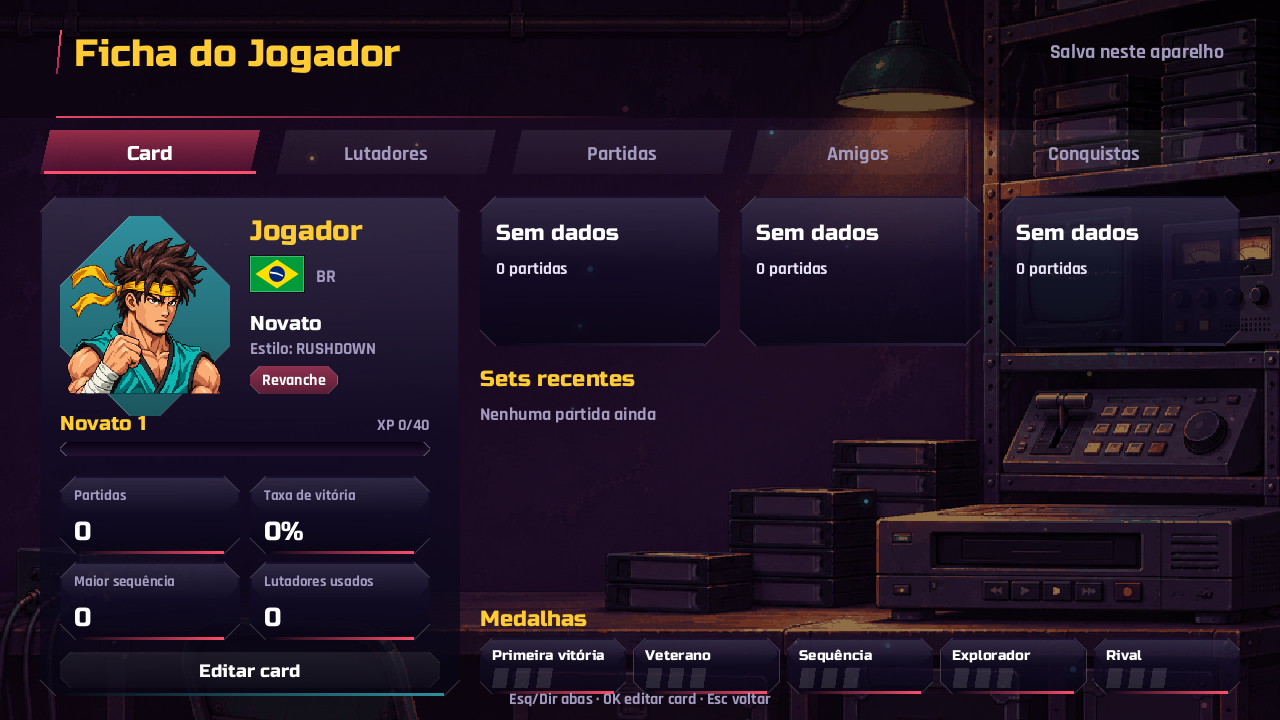 Ficha do Jogador
Salva neste aparelho
Card
Lutadores
Partidas
Amigos
Conquistas
Jogador
BR
Novato
Estilo: RUSHDOWN
Revanche
Novato 1
XP 0/40
Partidas
0
Taxa de vitória
0%
Maior sequência
0
Lutadores usados
0
Editar card
Sem dados
0 partidas
Sem dados
0 partidas
Sem dados
0 partidas
Sets recentes
Nenhuma partida ainda
Medalhas
Primeira vitória
Veterano
Sequência
Explorador
Rival
Esq/Dir abas · OK editar card · Esc voltar